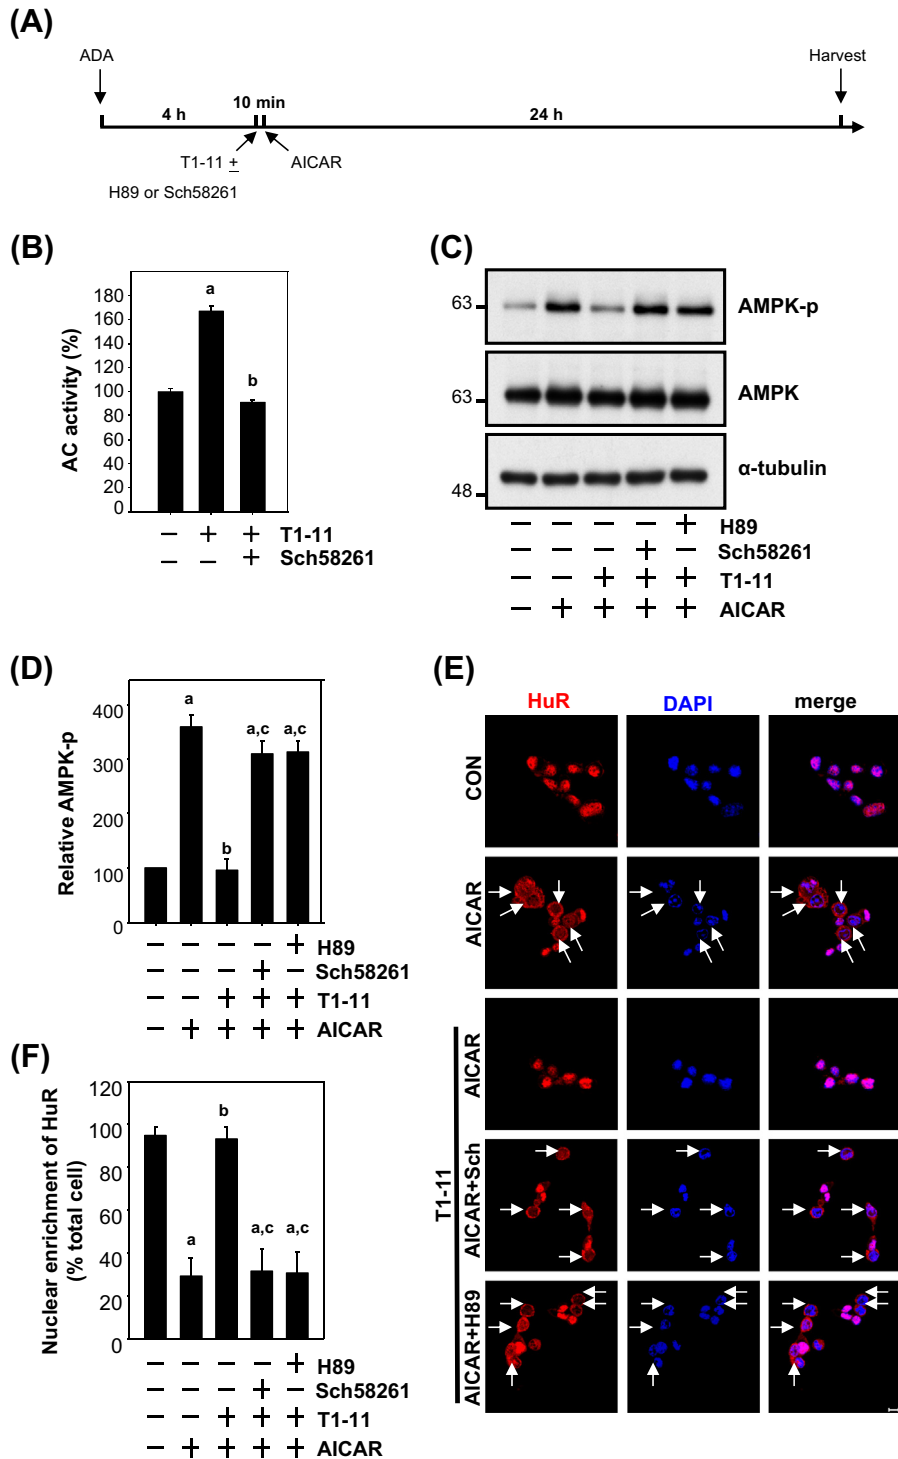 (A)
ADA
Harvest
4 h
10 min
24 h
T1-11 ±
AICAR
H89 or Sch58261
(B)
AC activity (%)
180
160
140
120
100
80
60
40
20
0
a
b
− + + T1-11
− − + Sch58261
(C)
63
AMPK-p
63
AMPK
48
α-tubulin
− − − − + H89
− − − + − Sch58261
− − + + + T1-11
− + + + + AICAR
(D)
Relative AMPK-p
400
300
200
100
0
a
b
a,c
a,c
− − − − + H89
− − − + − Sch58261
− − + + + T1-11
− + + + + AICAR
(E)
HuR
DAPI
merge
CON
AICAR
T1-11
AICAR
AICAR+Sch
AICAR+H89
(F)
Nuclear enrichment of HuR
(% total cell)
120
100
80
60
40
20
0
a
b
a,c
a,c
− − − − + H89
− − − + − Sch58261
− − + + + T1-11
− + + + + AICAR